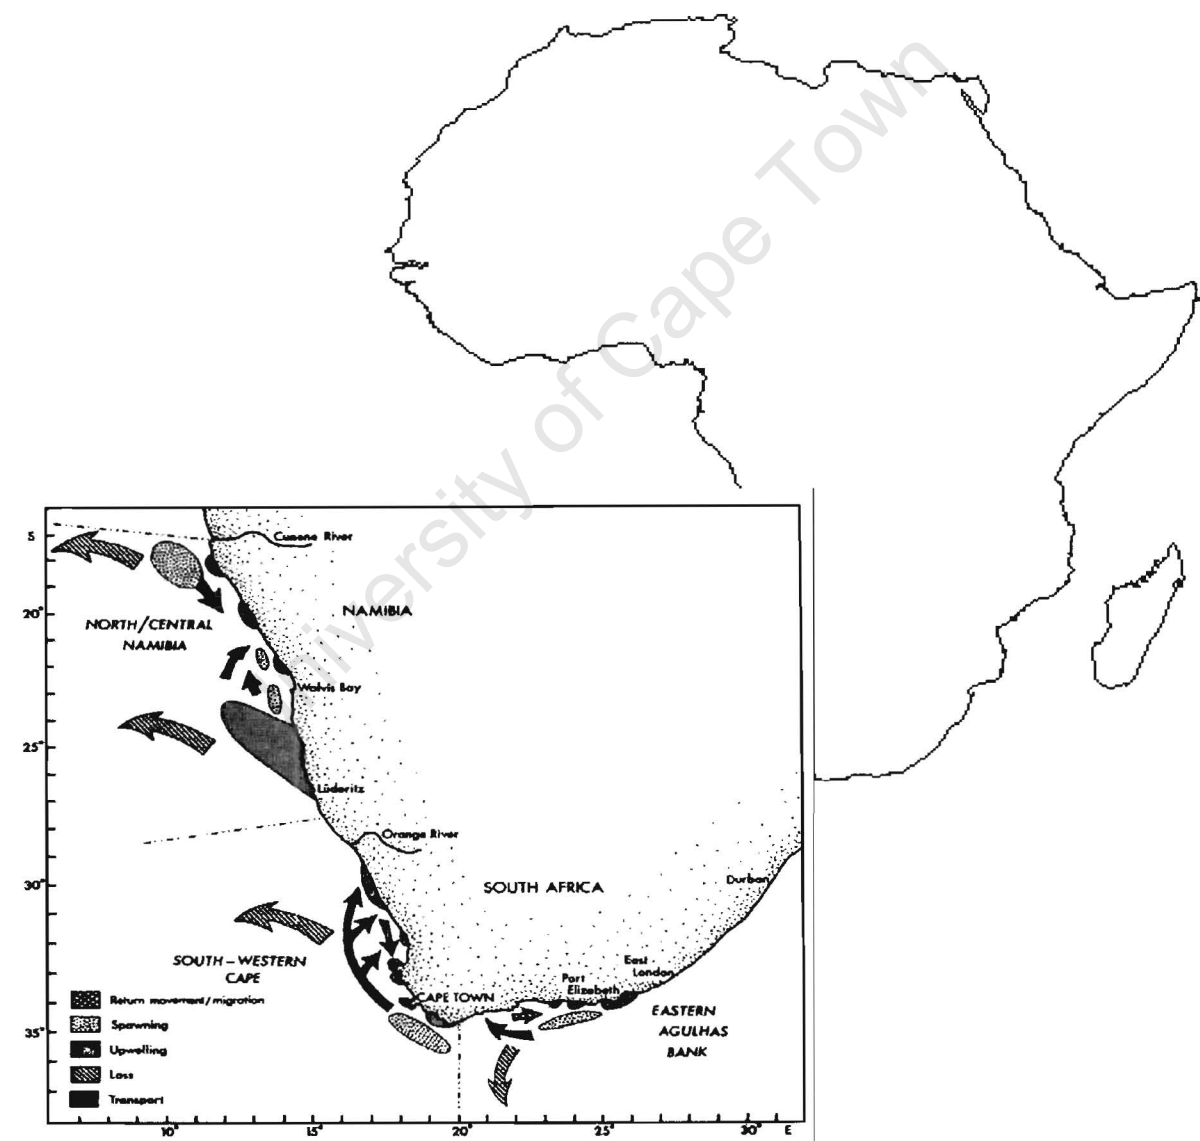 University of Cape Town
S
Cunene River
20°
NAMIBIA
NORTH/CENTRAL
NAMIBIA
Walvis Bay
25°
Lüderitz
Orange River
30°
SOUTH AFRICA
Durban
SOUTH-WESTERN
CAPE
East
London
Port
Elizabeth
CAPE TOWN
EASTERN
AGULHAS
BANK
Return movement/migration
Spawning
35°
Upwelling
Loss
Transport
10°
15°
20°
25°
30°
E